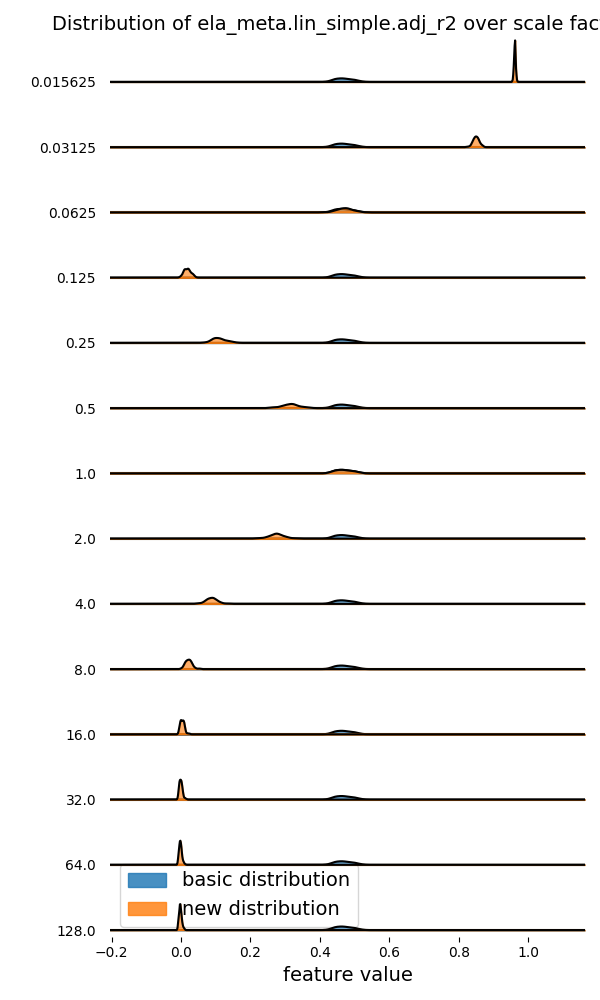 Distribution of ela_meta.lin_simple.adj_r2 over scale fac
0.015625
0.03125
0.0625
0.125
0.25
0.5
1.0
2.0
4.0
8.0
16.0
32.0
64.0
basic distribution
new distribution
128.0
−0.2 0.0 0.2 0.4 0.6 0.8 1.0
feature value